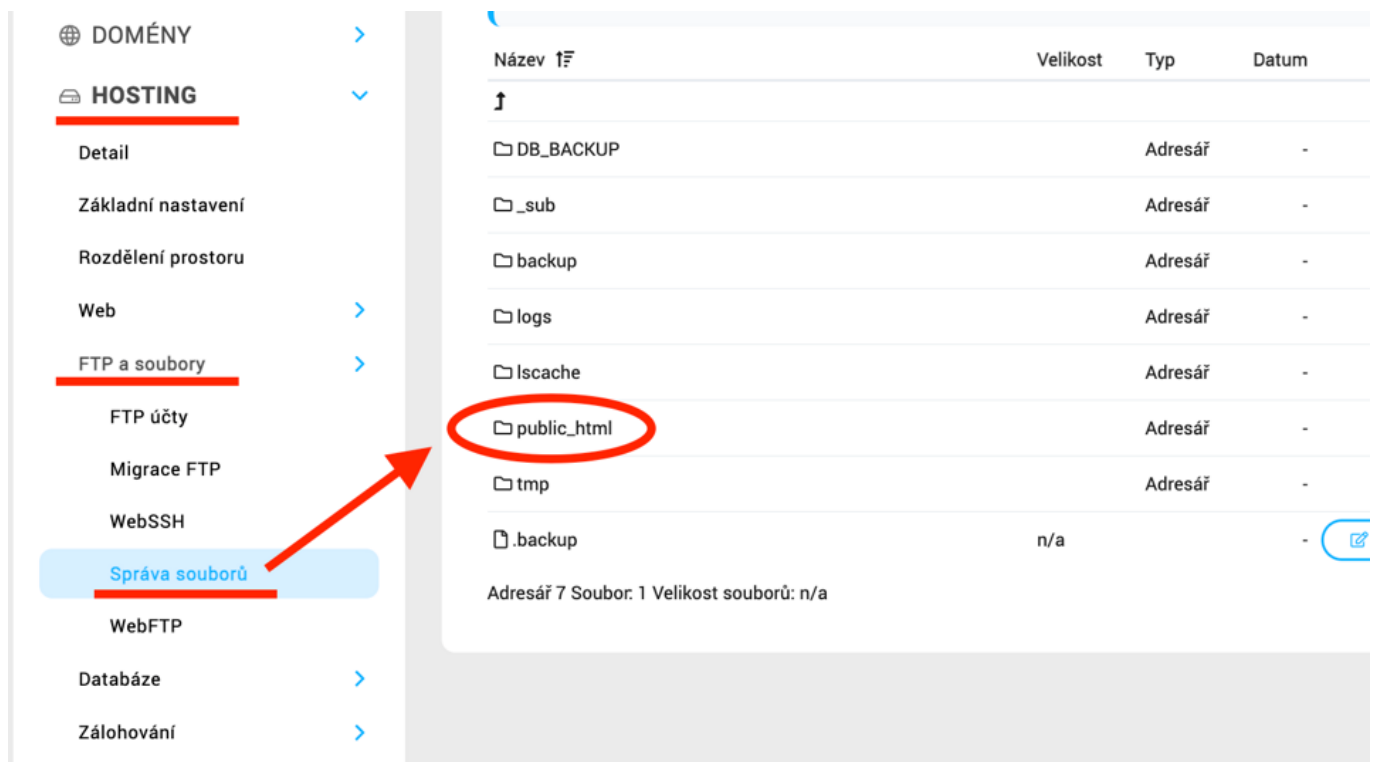 DOMÉNY
HOSTING
Detail
Základní nastavení
Rozdělení prostoru
Web
FTP a soubory
FTP účty
Migrace FTP
WebSSH
Správa souborů
WebFTP
Databáze
Zálohování
Název Velikost Typ Datum
DB_BACKUP Adresář -
_sub Adresář -
backup Adresář -
logs Adresář -
lscache Adresář -
public_html Adresář -
tmp Adresář -
.backup n/a -
Adresář 7 Soubor: 1 Velikost souborů: n/a